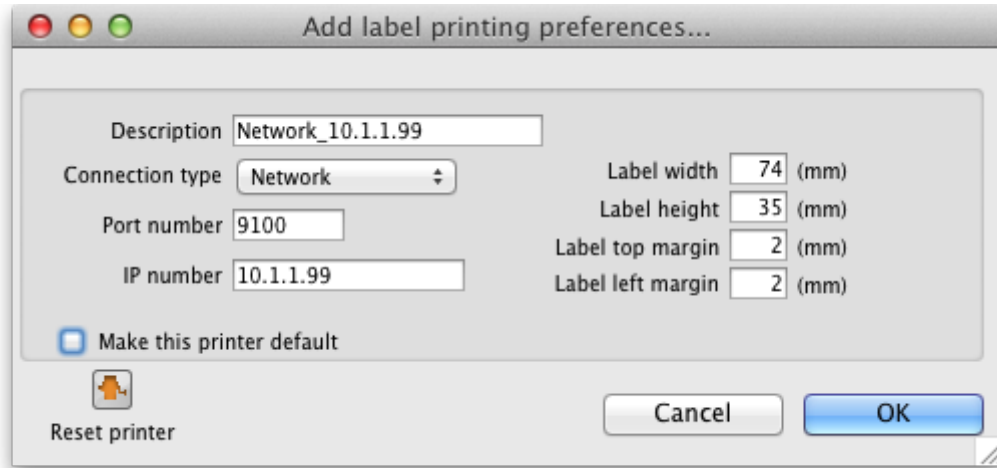 Add label printing preferences...
Description Network_10.1.1.99
Connection type Network
Port number 9100
IP number 10.1.1.99
Label width 74 (mm)
Label height 35 (mm)
Label top margin 2 (mm)
Label left margin 2 (mm)
Make this printer default
Reset printer
Cancel OK